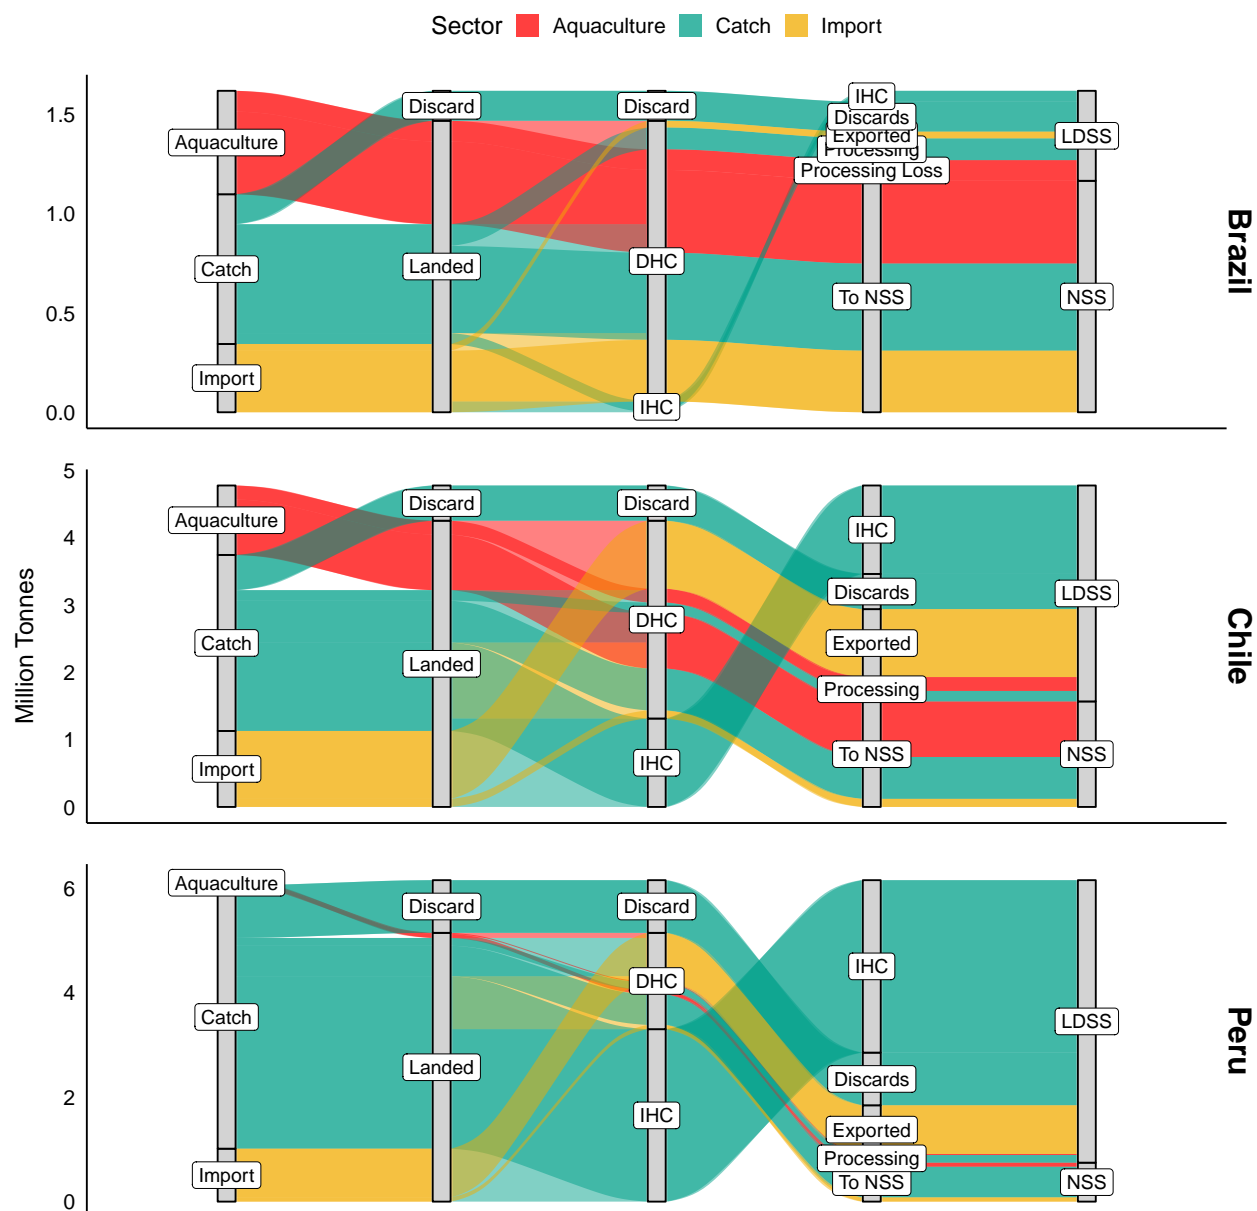 Sector Aquaculture Catch Import
Million Tonnes
1.5
1.0
0.5
0.0
Aquaculture
Catch
Import
Discard
Landed
Discard
DHC
IHC
IHC
Discards
Exported
Processing
Processing Loss
To NSS
LDSS
NSS
Brazil
5
4
3
2
1
0
Aquaculture
Catch
Import
Discard
Landed
Discard
DHC
IHC
IHC
Discards
Exported
Processing
To NSS
LDSS
NSS
Chile
6
4
2
0
Aquaculture
Catch
Import
Discard
Landed
Discard
DHC
IHC
IHC
Discards
Exported
Processing
To NSS
LDSS
NSS
Peru